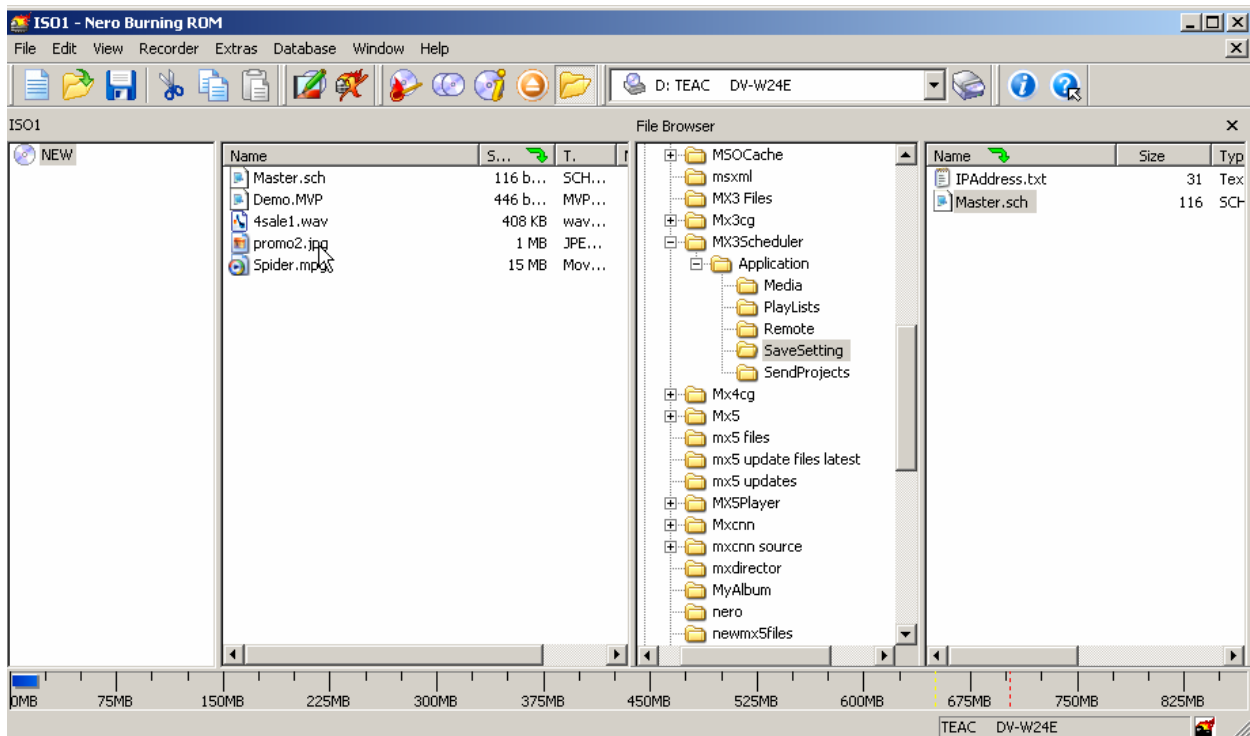 ISO1 - Nero Burning ROM
File Edit View Recorder Extras Database Window Help
D: TEAC DV-W24E
ISO1
File Browser
NEW
Name S... T.
Master.sch 116 b... SCH...
Demo.MVP 446 b... MVP...
4sale1.wav 408 KB wav...
promo2.jpg 1 MB JPE...
Spider.mpg 15 MB Mov...
MSOCache
msxml
MX3 Files
Mx3cg
MX3Scheduler
Application
Media
PlayLists
Remote
SaveSetting
SendProjects
Mx4cg
Mx5
mx5 files
mx5 update files latest
mx5 updates
MX5Player
Mxcnn
mxcnn source
mxdirector
MyAlbum
nero
newmx5files
Name Size Typ
IPAddress.txt 31 Tex
Master.sch 116 SCH
0MB 75MB 150MB 225MB 300MB 375MB 450MB 525MB 600MB 675MB 750MB 825MB
TEAC DV-W24E